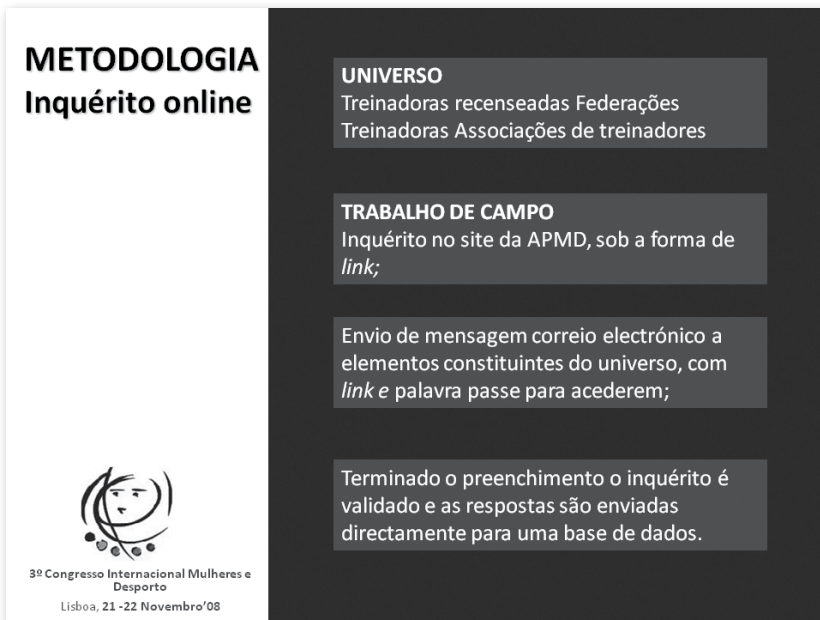 METODOLOGIA
Inquérito online
UNIVERSO
Treinadoras recenseadas Federações
Treinadoras Associações de treinadores
TRABALHO DE CAMPO
Inquérito no site da APMD, sob a forma de
link;
Envio de mensagem correio electrónico a
elementos constituintes do universo, com
link e palavra passe para acederem;
Terminado o preenchimento o inquérito é
validado e as respostas são enviadas
directamente para uma base de dados.
3º Congresso Internacional Mulheres e
Desporto
Lisboa, 21 -22 Novembro’08